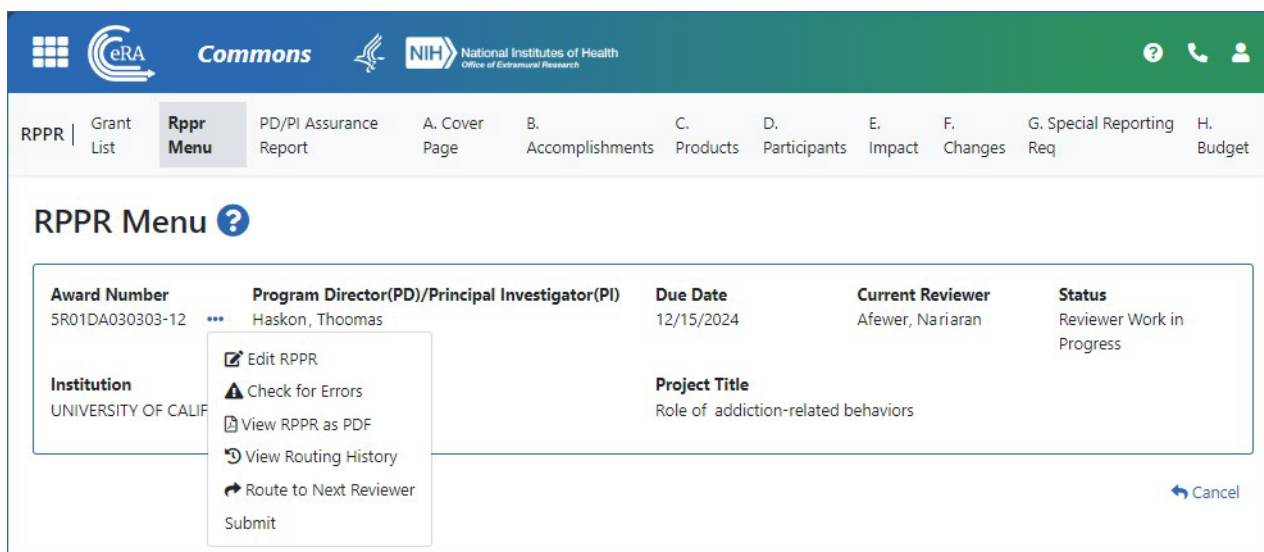 eRA Commons NIH National Institutes of Health
Office of Extramural Research
RPPR | Grant List Rppr Menu PD/PI Assurance Report A. Cover Page B. Accomplishments C. Products D. Participants E. Impact F. Changes G. Special Reporting Req H. Budget
RPPR Menu ?
Award Number Program Director(PD)/Principal Investigator(PI) Due Date Current Reviewer Status
5R01DA030303-12 ••• Haskon, Thoomas 12/15/2024 Afewer, Nariaran Reviewer Work in
Progress
Edit RPPR
Check for Errors
View RPPR as PDF
View Routing History
Route to Next Reviewer
Submit
Institution Project Title
UNIVERSITY OF CALIF Role of addiction-related behaviors
Cancel